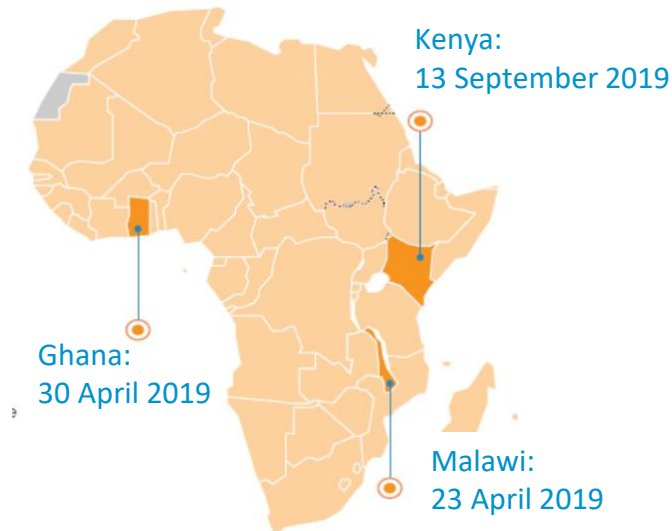 Kenya:
13 September 2019
Ghana:
30 April 2019
e
Malawi:
23 April 2019